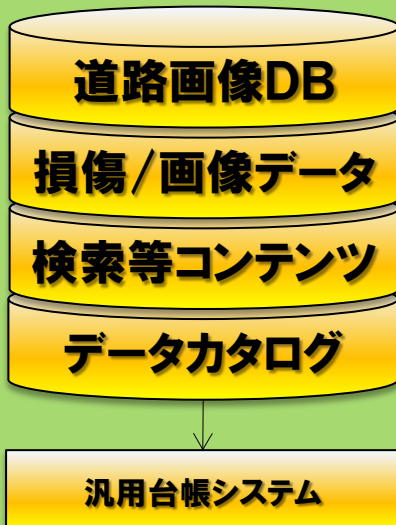 道路画像DB
損傷/画像データ
検索等コンテンツ
データカタログ
汎用台帳システム